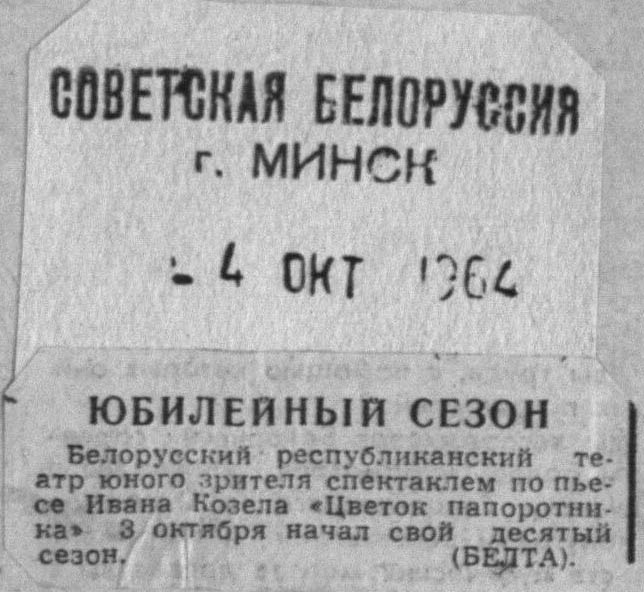 СОВЕТСКАЯ БЕЛОРУССИЯ
г. МИНСК
- 4 ОКТ 1964
ЮБИЛЕЙНЫЙ СЕЗОН
Белорусский республиканский те-
атр юного зрителя спектаклем по пье-
се Ивана Козела «Цветок папоротни-
ка» 3 октября начал свой десятый
сезон. (БЕЛТА).